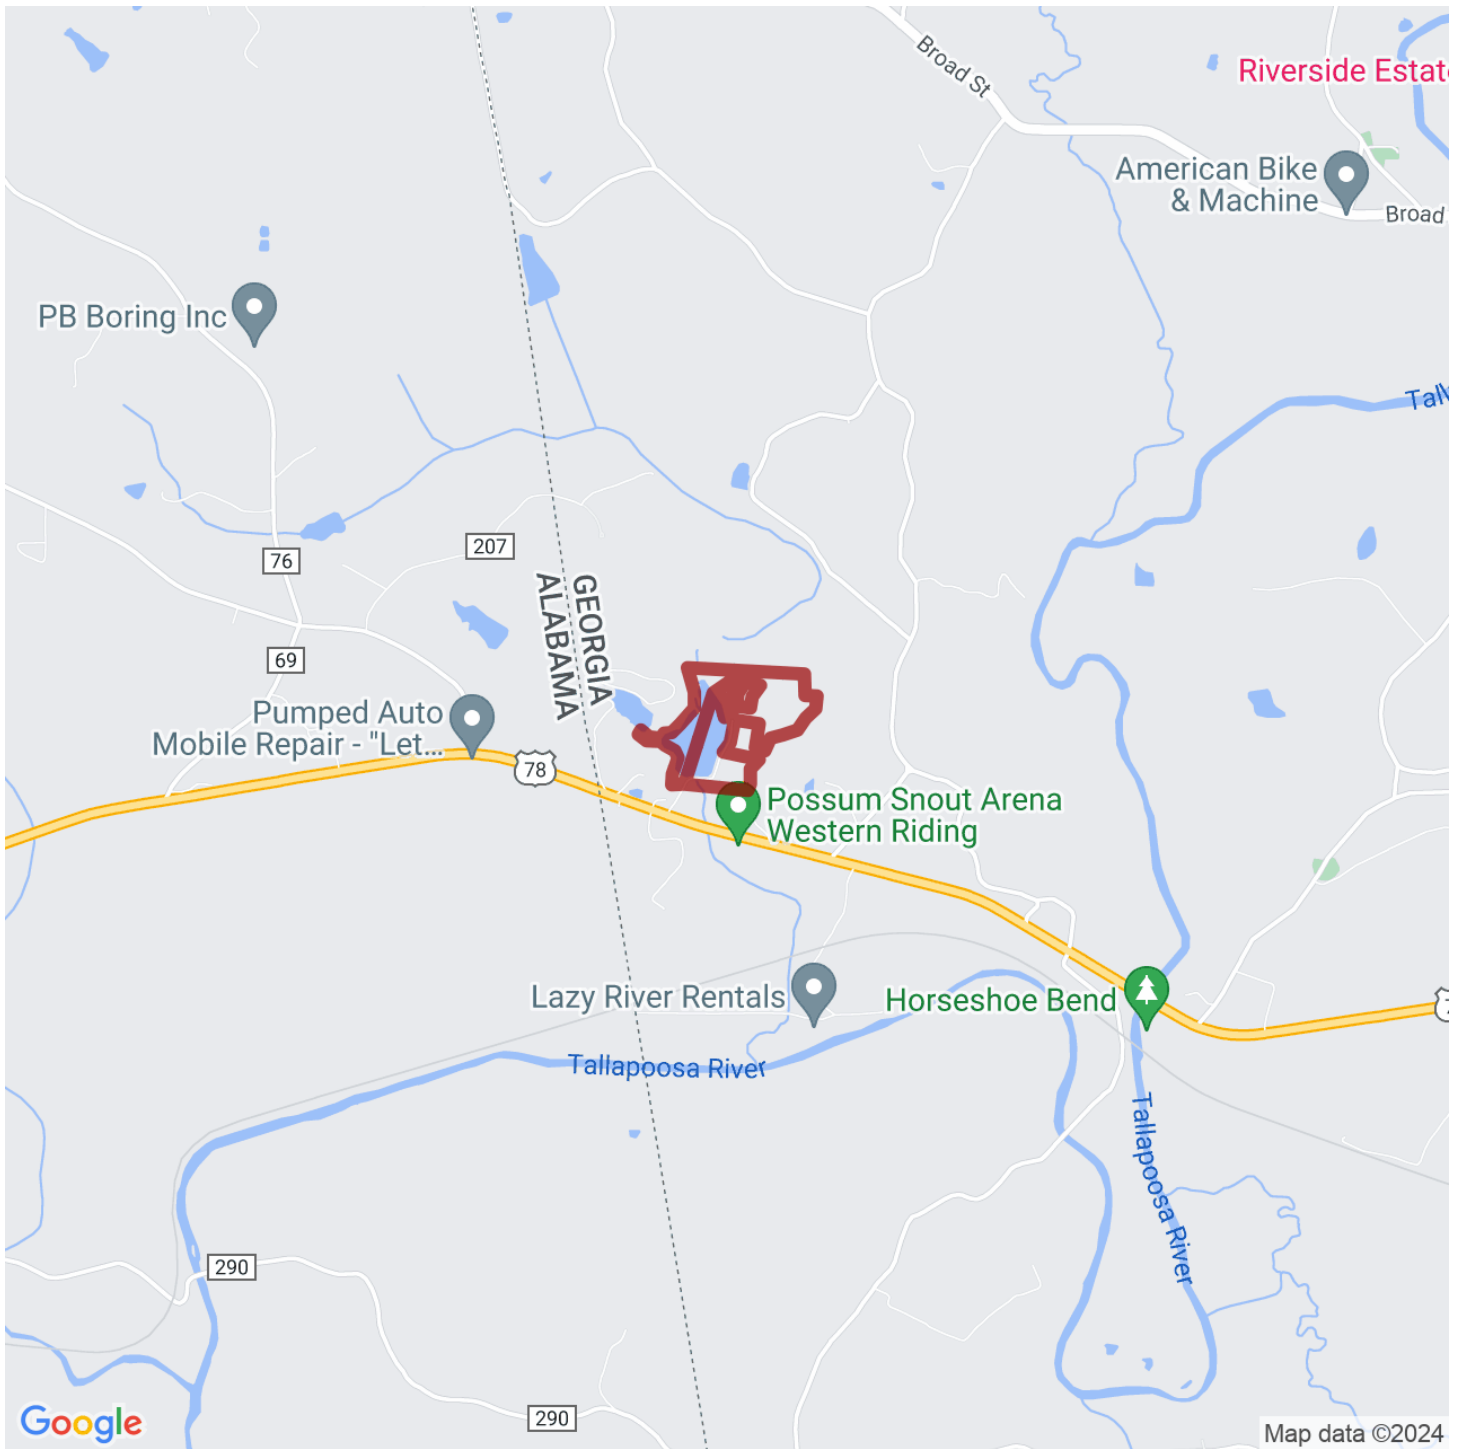 Broad St
Riverside Estat
American Bike
& Machine
Broad
PB Boring Inc
Tall
76
207
GEORGIA
ALABAMA
69
Pumped Auto
Mobile Repair - "Let...
78
Possum Snout Arena
Western Riding
Lazy River Rentals
Horseshoe Bend
7
Tallapoosa River
Tallapoosa River
290
290
Google
Map data ©2024